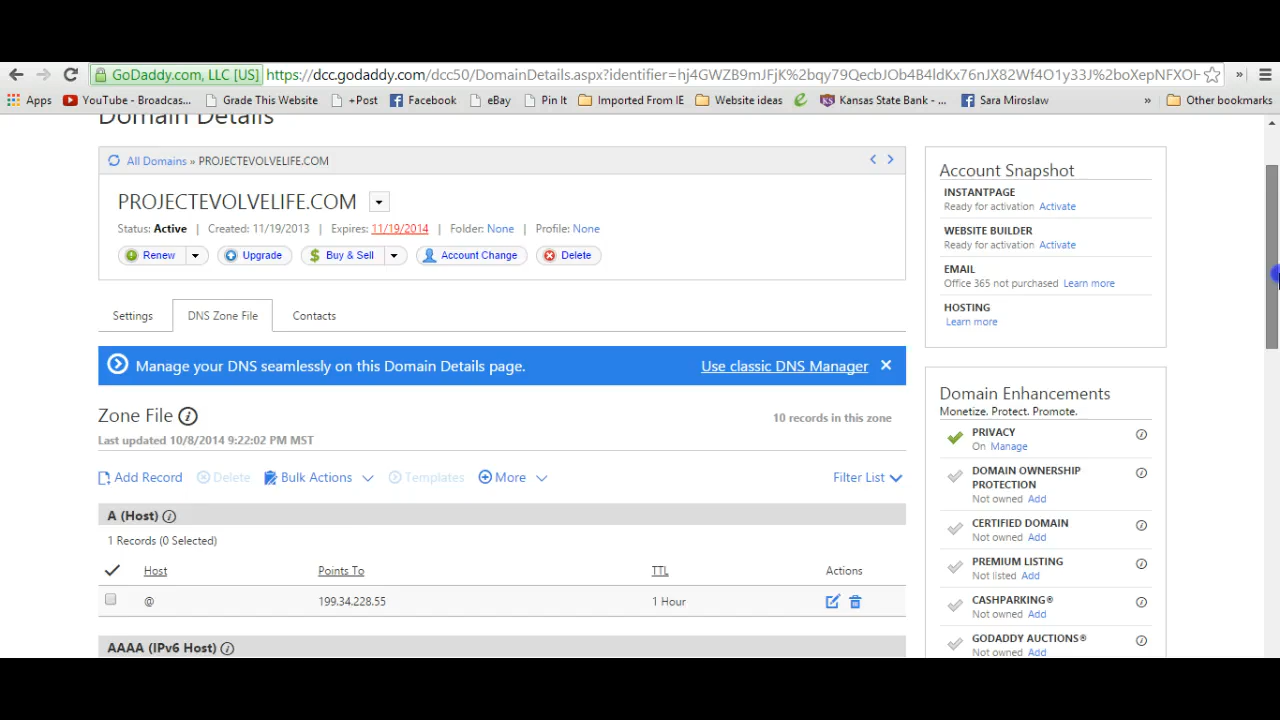 GoDaddy.com, LLC [US] https://dcc.godaddy.com/dcc50/DomainDetails.aspx?identifier=hj4GWZB9mJFjK%2bqy79QecbJOb4B4ldKx76nJX82Wf4O1y33J%2boXepNFXOH »
Apps YouTube - Broadcas... Grade This Website +Post Facebook eBay Pin It Imported From IE Website ideas Kansas State Bank - ... Sara Miroslaw » Other bookmarks
Domain Details
All Domains » PROJECTEVOLVELIFE.COM
PROJECTEVOLVELIFE.COM
Status: Active | Created: 11/19/2013 | Expires: 11/19/2014 | Folder: None | Profile: None
Renew Upgrade $ Buy & Sell Account Change Delete
Settings DNS Zone File Contacts
Manage your DNS seamlessly on this Domain Details page. Use classic DNS Manager ×
Zone File i 10 records in this zone
Last updated 10/8/2014 9:22:02 PM MST
Add Record Delete Bulk Actions Templates More Filter List
A (Host) i
1 Records (0 Selected)
Host Points To TTL Actions
@ 199.34.228.55 1 Hour
AAAA (IPv6 Host) i
Account Snapshot
INSTANTPAGE
Ready for activation Activate
WEBSITE BUILDER
Ready for activation Activate
EMAIL
Office 365 not purchased Learn more
HOSTING
Learn more
Domain Enhancements
Monetize. Protect. Promote.
PRIVACY i
On Manage
DOMAIN OWNERSHIP i
PROTECTION
Not owned Add
CERTIFIED DOMAIN i
Not owned Add
PREMIUM LISTING i
Not listed Add
CASHPARKING® i
Not owned Add
GODADDY AUCTIONS® i
Not owned Add